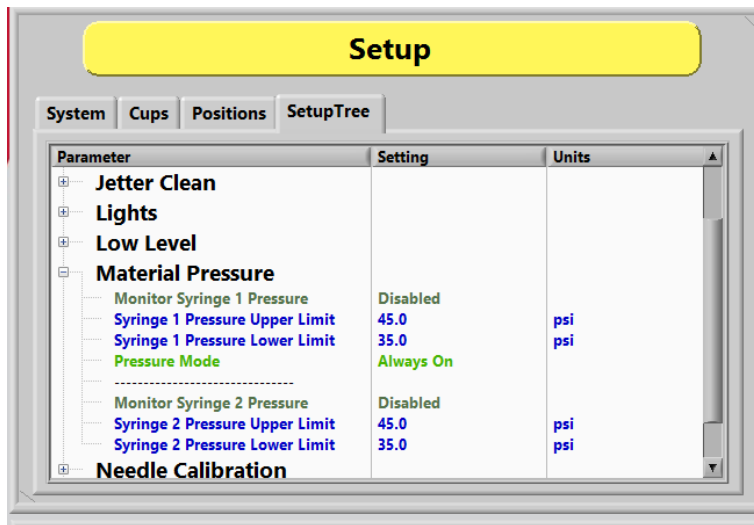 Setup
System Cups Positions SetupTree
Parameter Setting Units
Jetter Clean
Lights
Low Level
Material Pressure
Monitor Syringe 1 Pressure Disabled
Syringe 1 Pressure Upper Limit 45.0 psi
Syringe 1 Pressure Lower Limit 35.0 psi
Pressure Mode Always On
-------------------------------
Monitor Syringe 2 Pressure Disabled
Syringe 2 Pressure Upper Limit 45.0 psi
Syringe 2 Pressure Lower Limit 35.0 psi
Needle Calibration